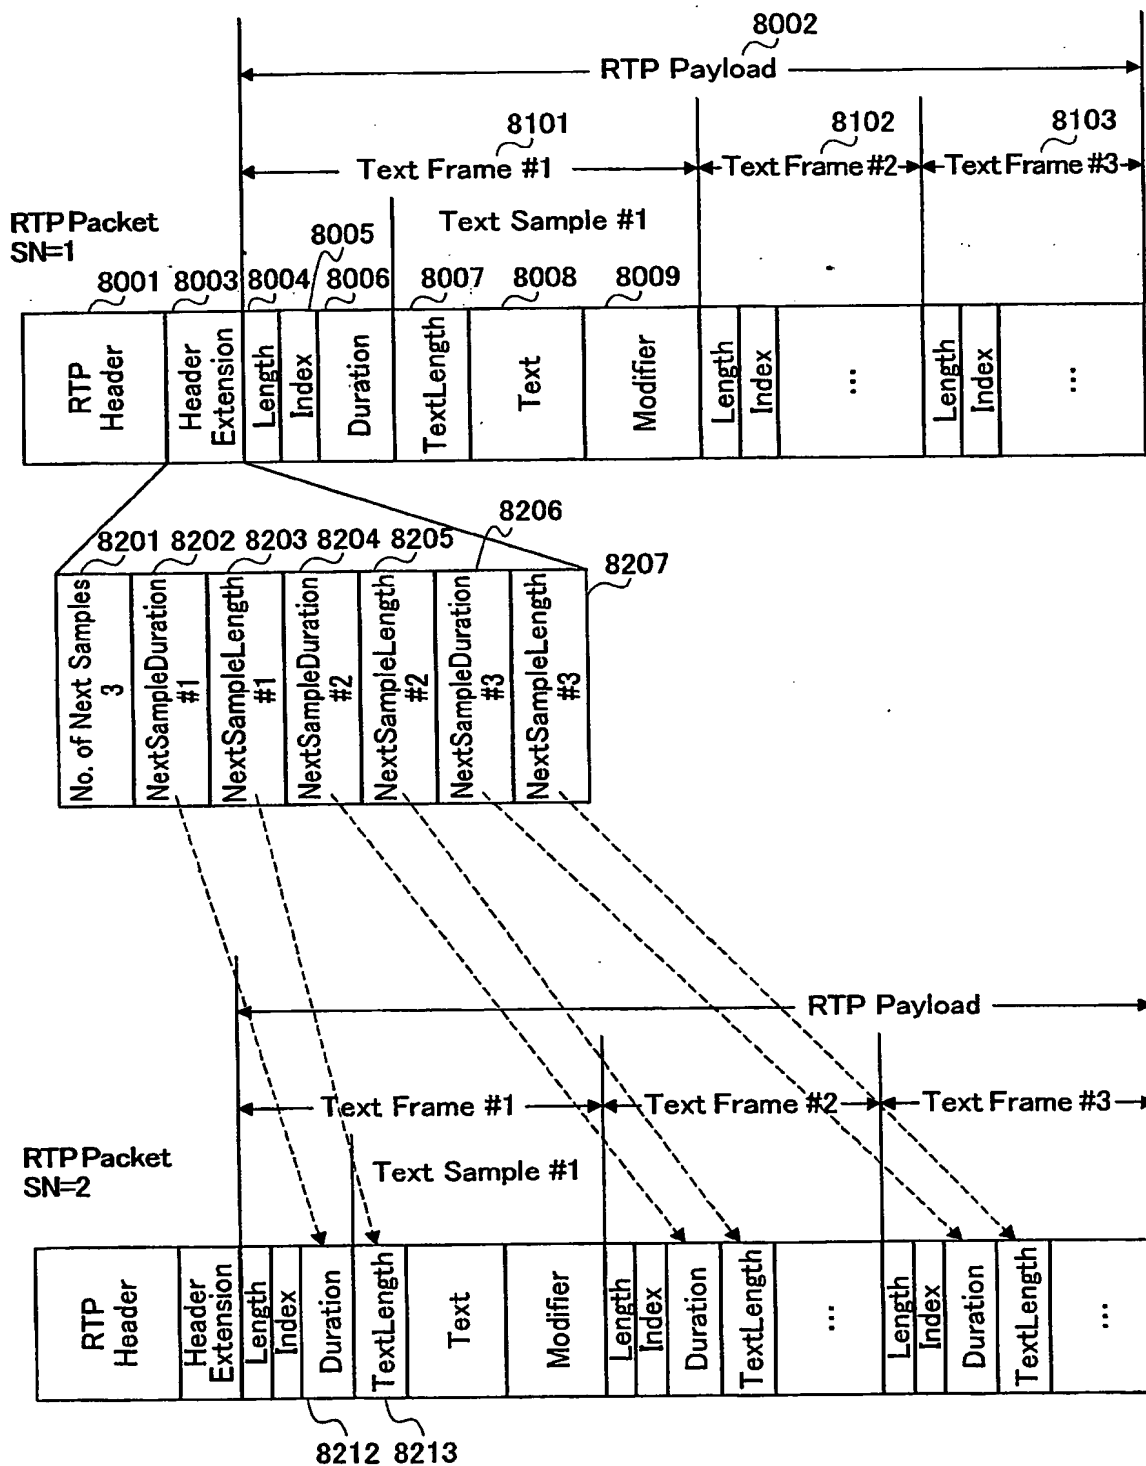 8002
RTP Payload
8101
8102
8103
Text Frame #1
Text Frame #2
Text Frame #3
RTP Packet
SN=1
Text Sample #1
8005
8001
8003
8004
8006
8007
8008
8009
RTP
Header
Header
Extension
Length
Index
Duration
TextLength
Text
Modifier
Length
Index
...
Length
Index
...
8206
8201
8202
8203
8204
8205
8207
No. of Next Samples
3
NextSampleDuration
#1
NextSampleLength
#1
NextSampleDuration
#2
NextSampleLength
#2
NextSampleDuration
#3
NextSampleLength
#3
RTP Payload
Text Frame #1
Text Frame #2
Text Frame #3
RTP Packet
SN=2
Text Sample #1
RTP
Header
Header
Extension
Length
Index
Duration
TextLength
Text
Modifier
Length
Index
Duration
TextLength
...
Length
Index
Duration
TextLength
...
8212
8213